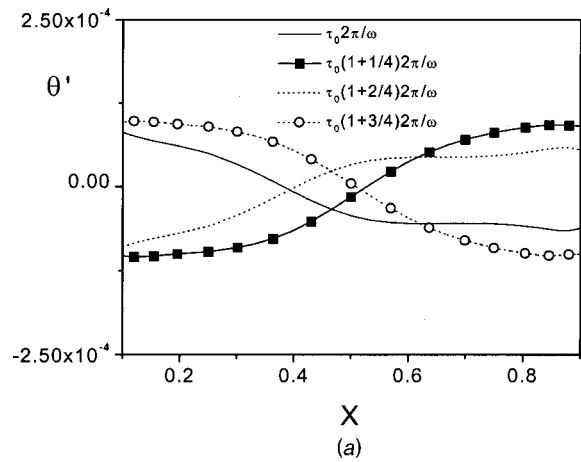 2.50x10⁻⁴
θ'
0.00
-2.50x10⁻⁴
τ₀2π/ω
τ₀(1+1/4)2π/ω
τ₀(1+2/4)2π/ω
τ₀(1+3/4)2π/ω
0.2 0.4 0.6 0.8
X
(a)